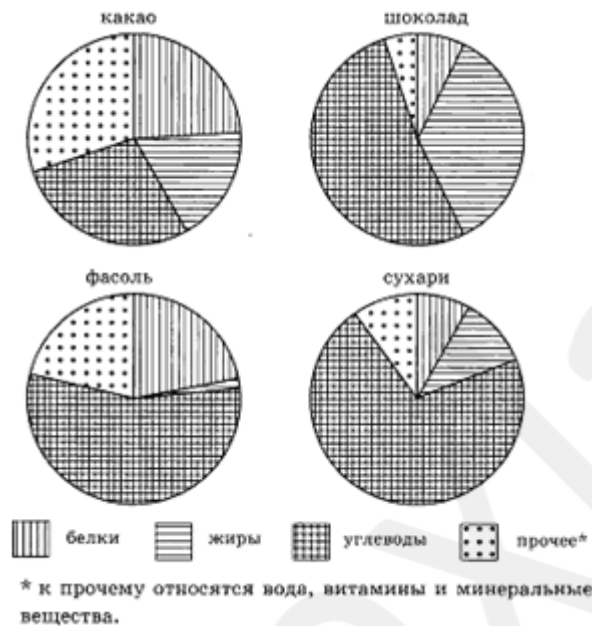 какао
шоколад
фасоль
сухари
белки
жиры
углеводы
прочее*
* к прочему относятся вода, витамины и минеральные
вещества.